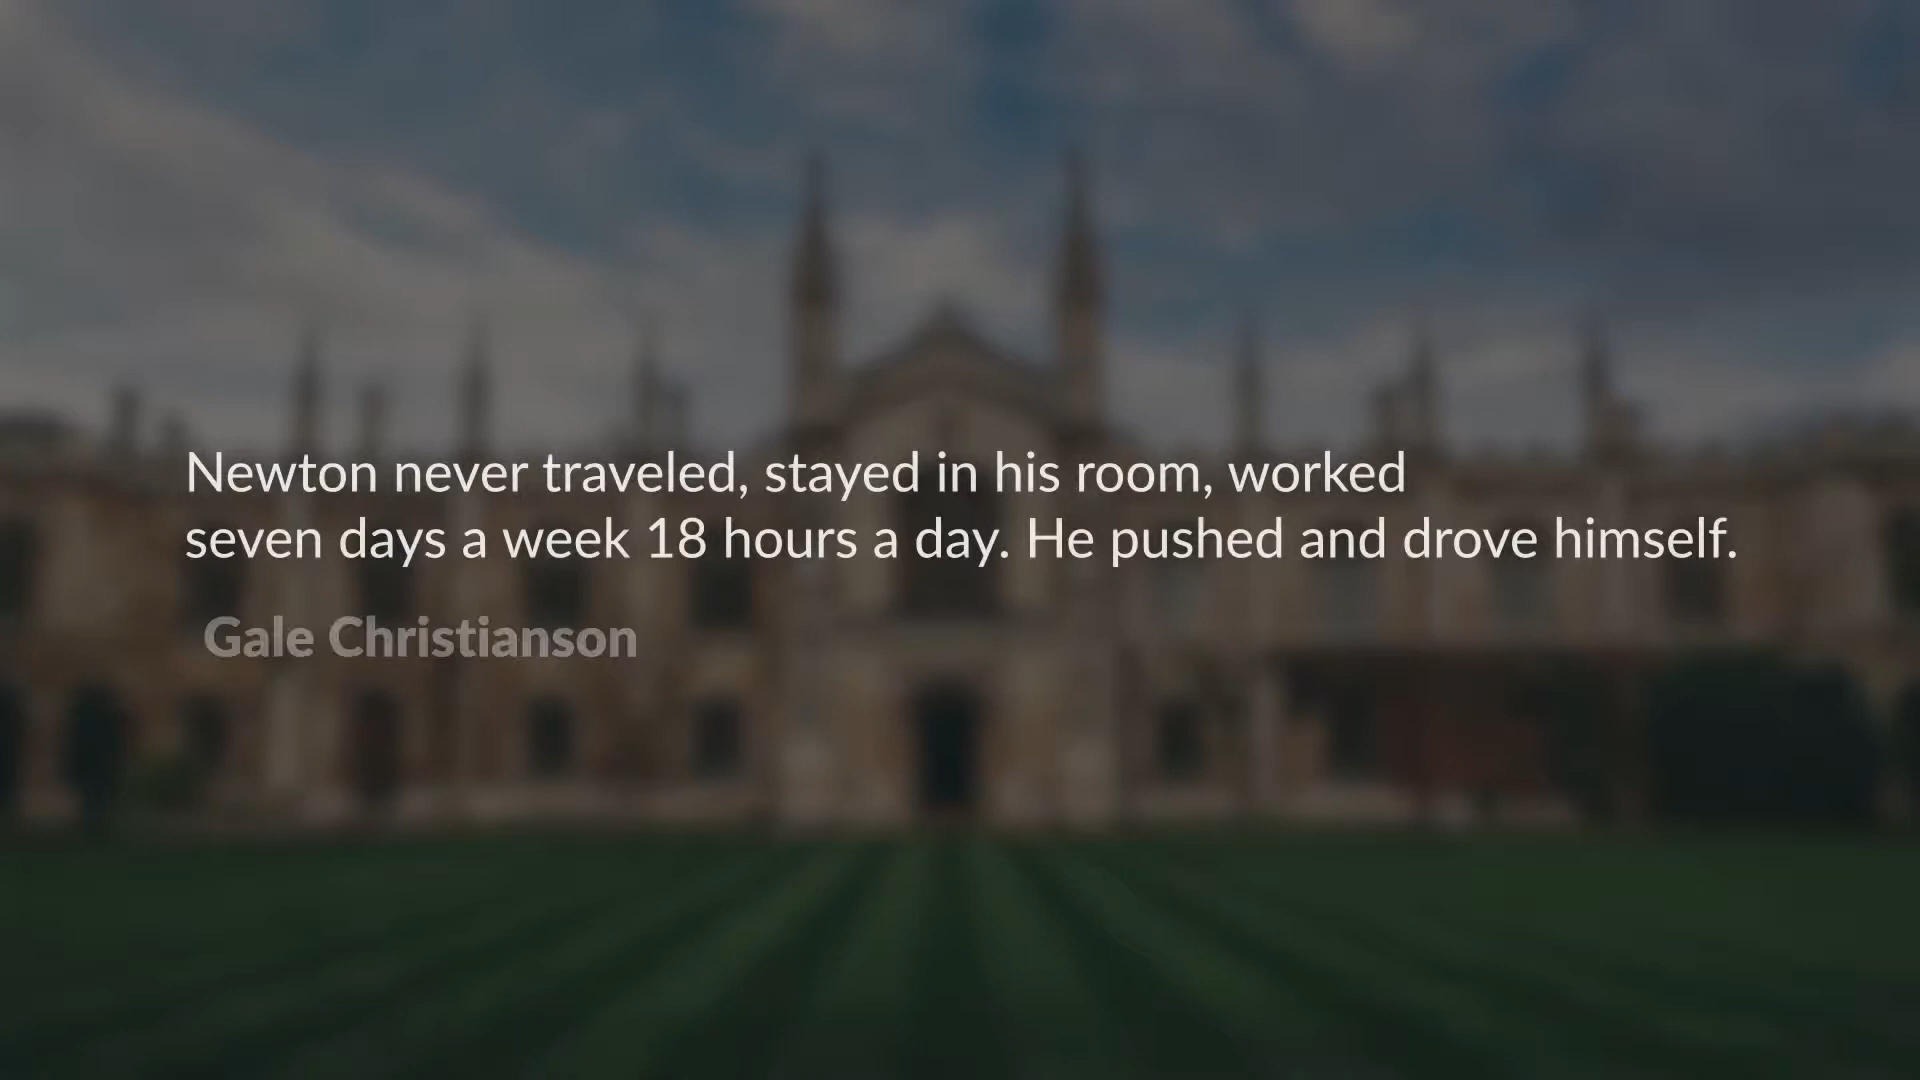 Newton never traveled, stayed in his room, worked
seven days a week 18 hours a day. He pushed and drove himself.
Gale Christianson